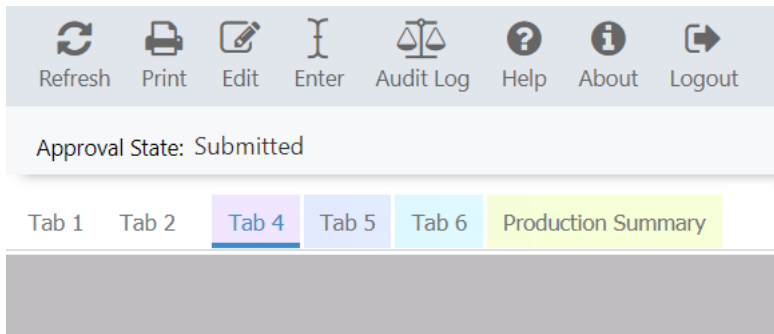 Refresh Print Edit Enter Audit Log Help About Logout
Approval State: Submitted
Tab 1 Tab 2 Tab 4 Tab 5 Tab 6 Production Summary